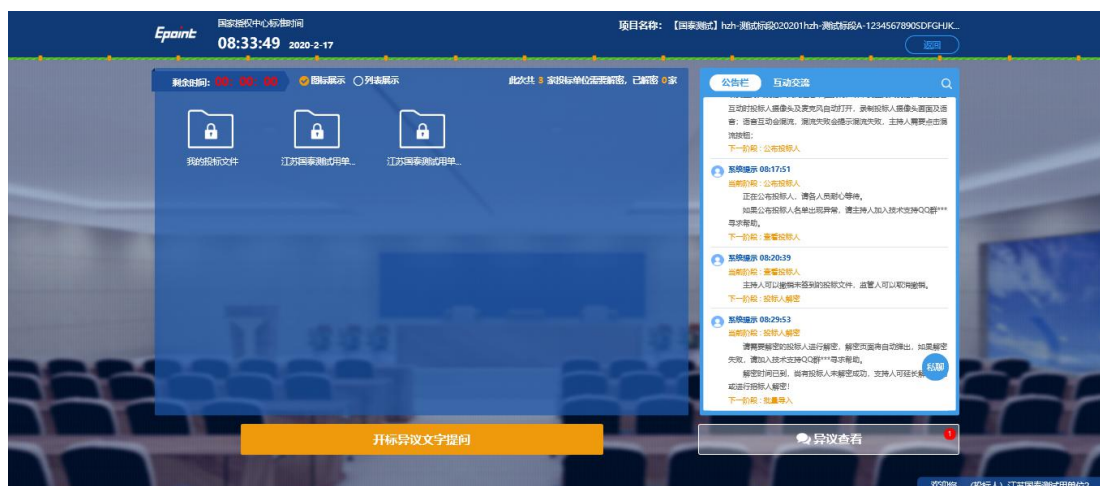 Epoint
国家授权中心标准时间
08:33:49 2020-2-17
项目名称： 【国泰测试】hzh-测试标段020201hzh-测试标段A-1234567890SDFGHJK...
返回
剩余时间: 00: 00: 00 图标展示 列表展示 此次共 3 家投标单位需要解密，已解密 0家
我的投标文件
江苏国泰测试用单...
江苏国泰测试用单...
公告栏 互动交流
互动时投标人摄像头及麦克风自动打开，录制投标人摄像头画面及语
音；语音互动会混流，混流失败会提示混流失败，主持人需要点击混
流按钮;
下一阶段 : 公布投标人
系统提示 08:17:51
当前阶段 : 公布投标人
正在公布投标人，请各人员耐心等待。
如果公布投标人名单出现异常，请主持人加入技术支持QQ群***
寻求帮助。
下一阶段 : 查看投标人
系统提示 08:20:39
当前阶段 : 查看投标人
主持人可以撤销未签到的投标文件，监管人可以取消撤销。
下一阶段 : 投标人解密
系统提示 08:29:53
当前阶段 : 投标人解密
请需要解密的投标人进行解密，解密页面将自动弹出，如果解密
失败，请加入技术支持QQ群***寻求帮助。
解密时间已到，尚有投标人未解密成功，支持人可延长解
或进行招标人解密！
下一阶段 : 批量导入
私聊
开标异议文字提问
异议查看
1